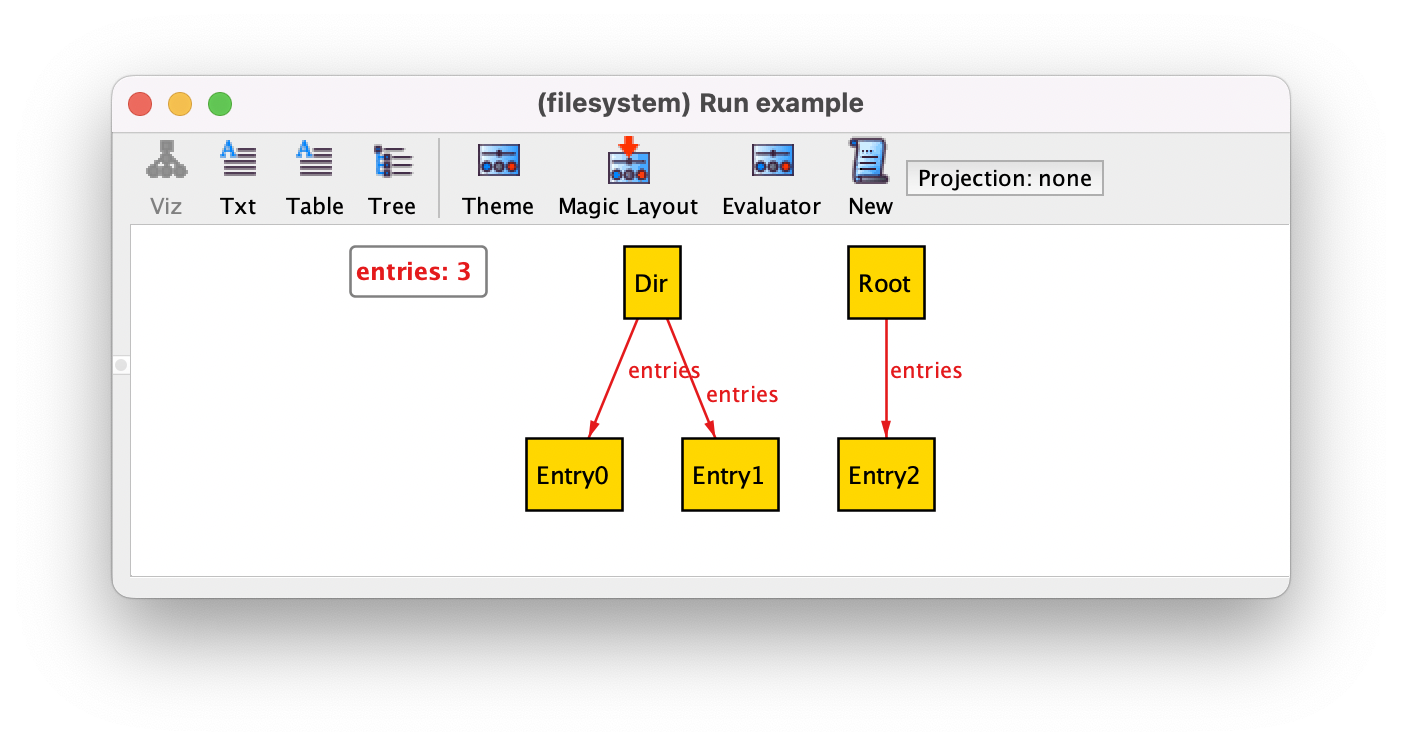 (filesystem) Run example
Viz Txt Table Tree Theme Magic Layout Evaluator New Projection: none
entries: 3
Dir Root
entries entries
entries
Entry0 Entry1 Entry2